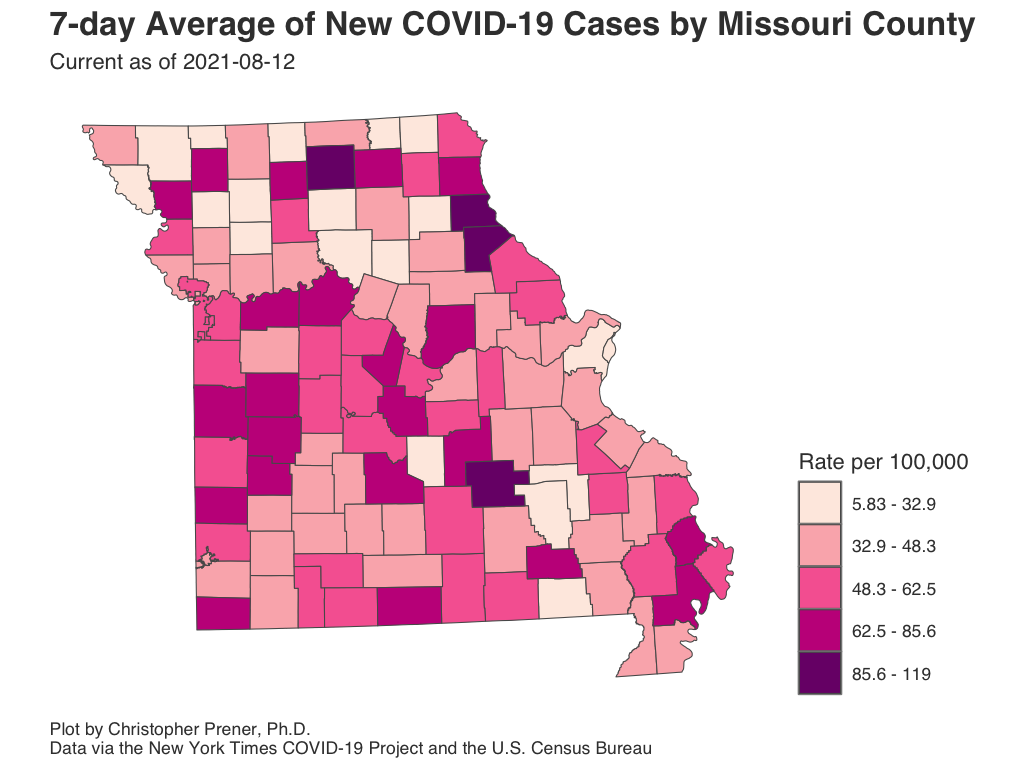 7-day Average of New COVID-19 Cases by Missouri County
Current as of 2021-08-12
Rate per 100,000
5.83 - 32.9
32.9 - 48.3
48.3 - 62.5
62.5 - 85.6
85.6 - 119
Plot by Christopher Prener, Ph.D.
Data via the New York Times COVID-19 Project and the U.S. Census Bureau